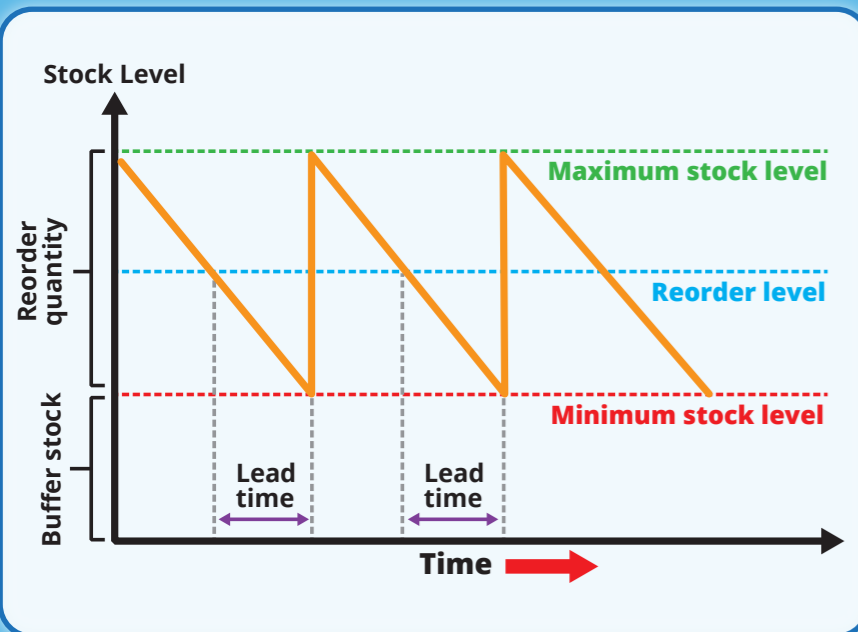 Stock Level
Maximum stock level
Reorder
quantity
Reorder level
Minimum stock level
Buffer stock
Lead
time
Lead
time
Time